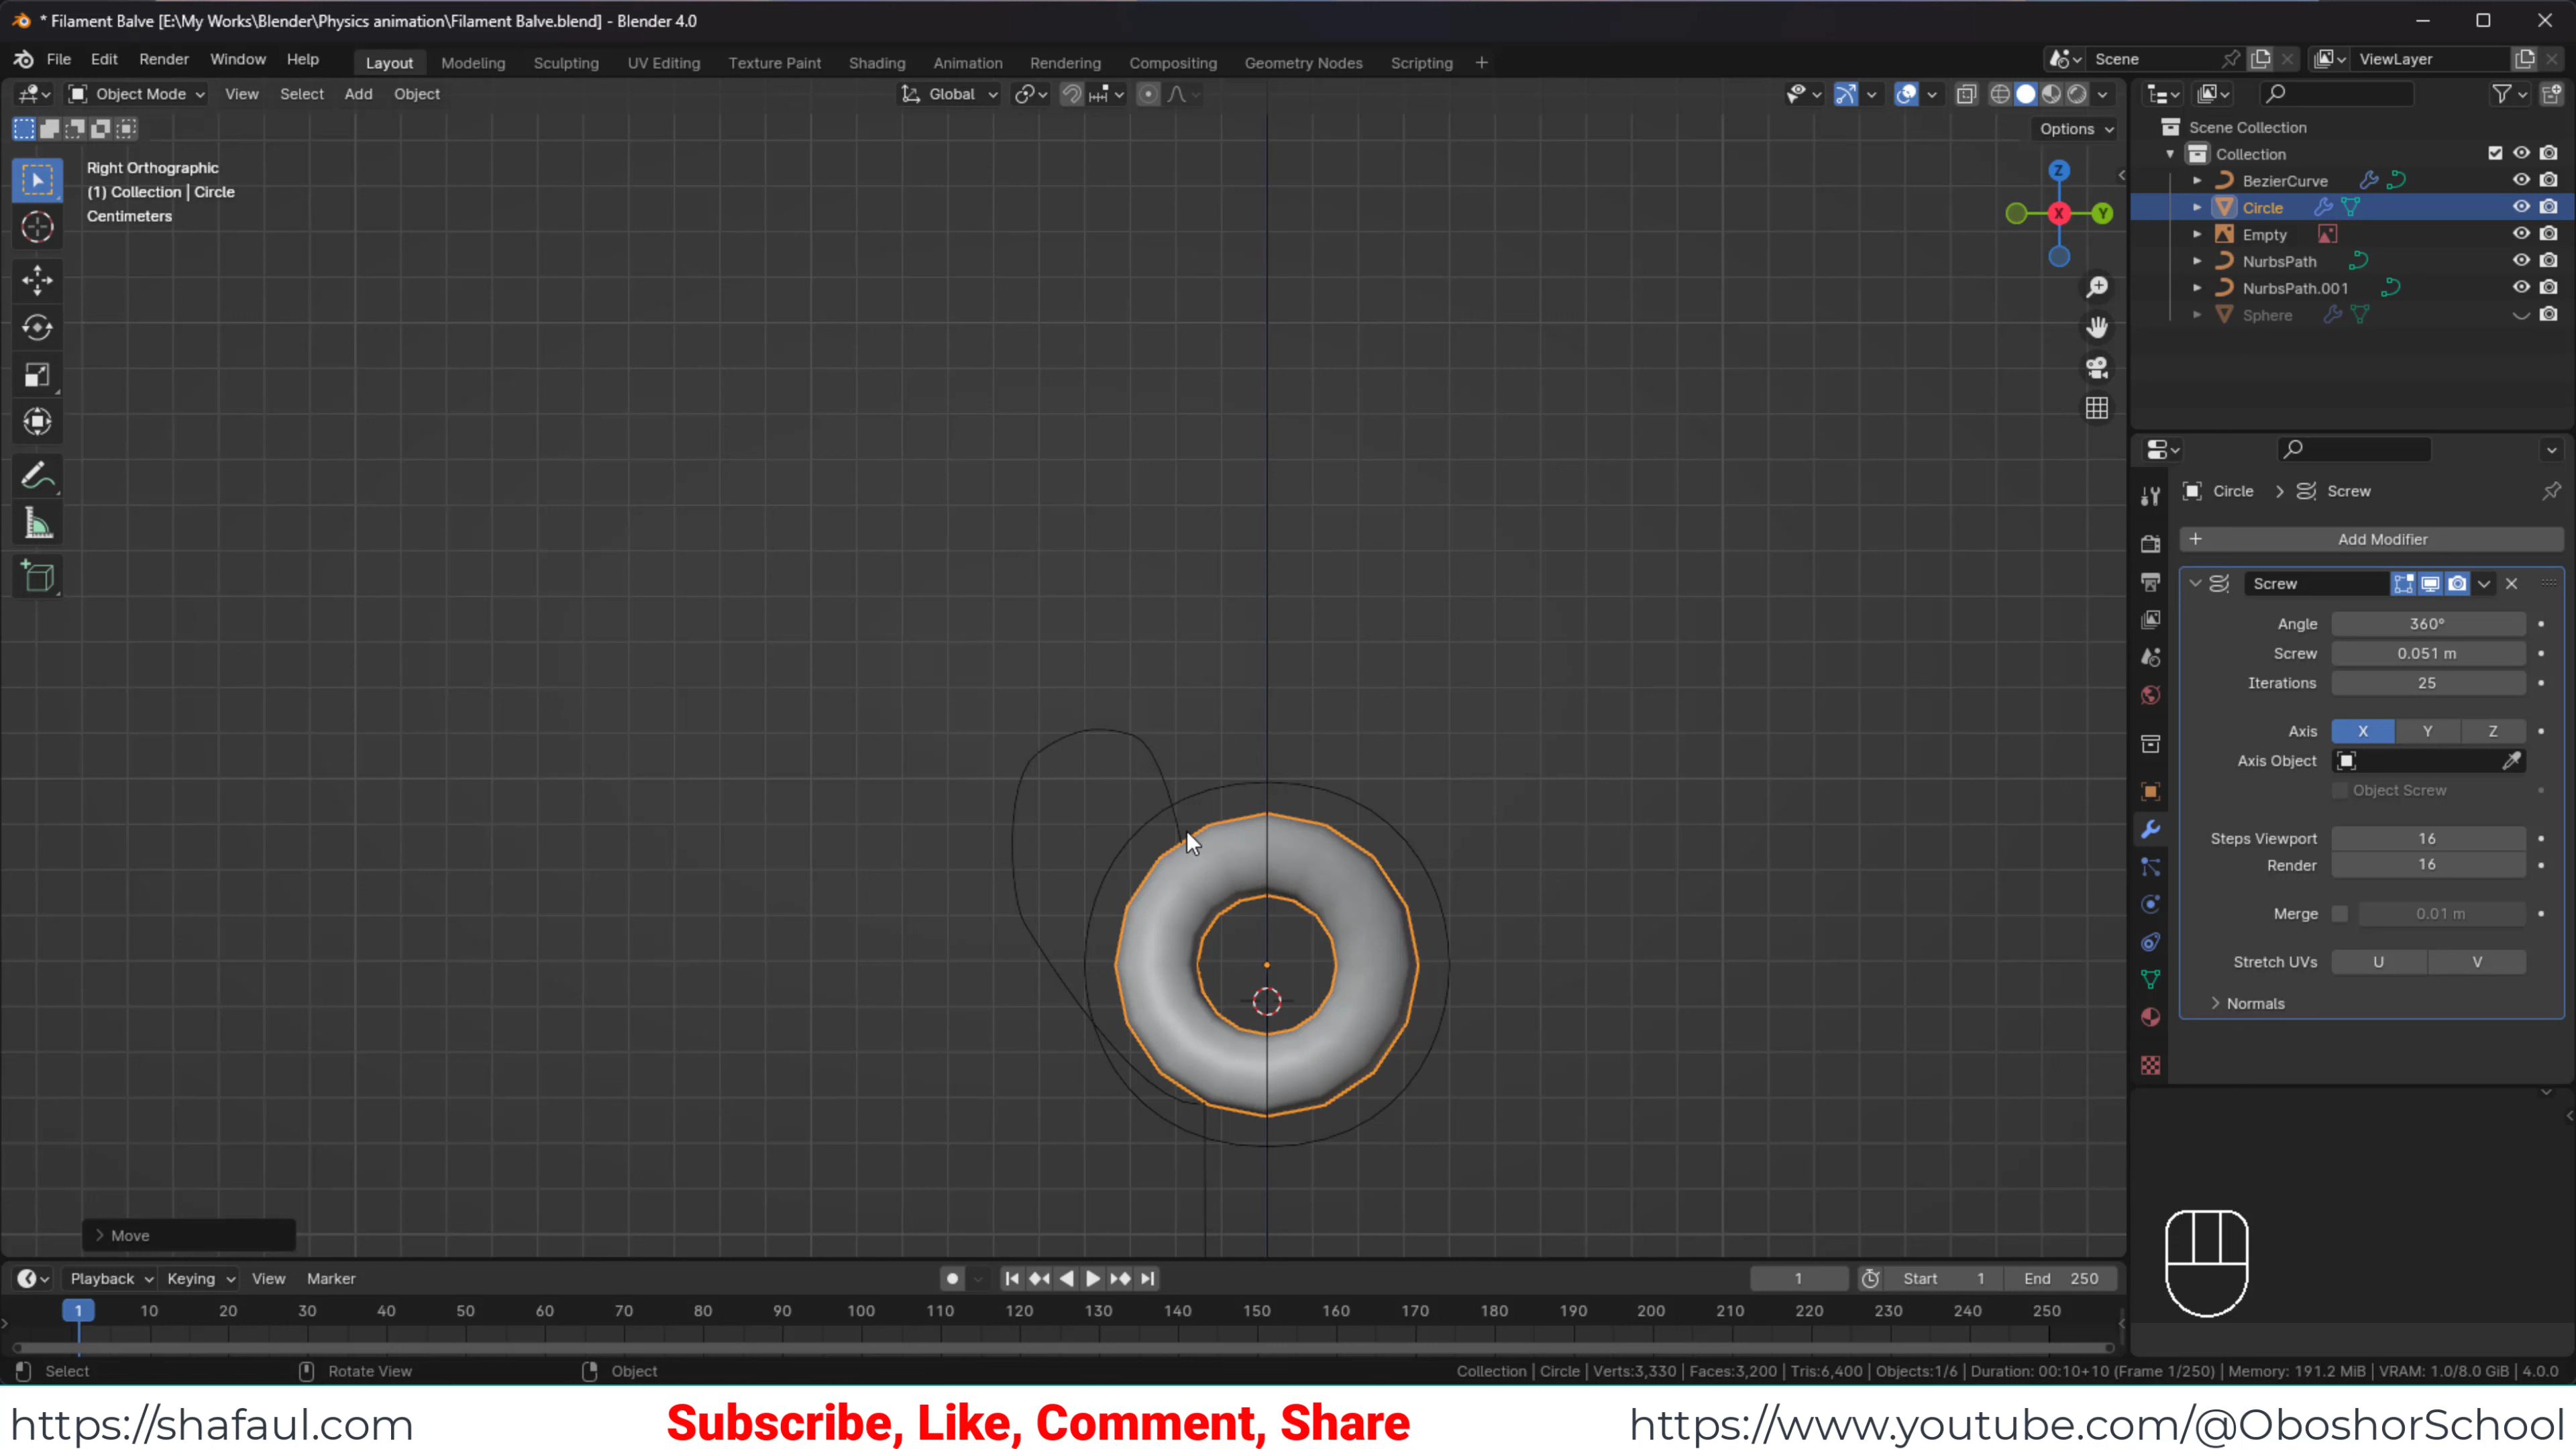 * Filament Balve [E:\My Works\Blender\Physics animation\Filament Balve.blend] - Blender 4.0
File Edit Render Window Help Layout Modeling Sculpting UV Editing Texture Paint Shading Animation Rendering Compositing Geometry Nodes Scripting + Scene ViewLayer
Object Mode View Select Add Object Global
Options
Right Orthographic
(1) Collection | Circle
Centimeters
Z
X
Y
Scene Collection
Collection
BezierCurve
Circle
Empty
NurbsPath
NurbsPath.001
Sphere
Circle > Screw
+ Add Modifier
Screw
Angle 360°
Screw 0.051 m
Iterations 25
Axis X Y Z
Axis Object
Object Screw
Steps Viewport 16
Render 16
Merge 0.01 m
Stretch UVs U V
Normals
Move
Playback Keying View Marker 1 Start 1 End 250
1 10 20 30 40 50 60 70 80 90 100 110 120 130 140 150 160 170 180 190 200 210 220 230 240 250
Select Rotate View Object Collection | Circle | Verts:3,330 | Faces:3,200 | Tris:6,400 | Objects:1/6 | Duration: 00:10+10 (Frame 1/250) | Memory: 191.2 MiB | VRAM: 1.0/8.0 GiB | 4.0.0
https://shafaul.com Subscribe, Like, Comment, Share https://www.youtube.com/@OboshorSchool